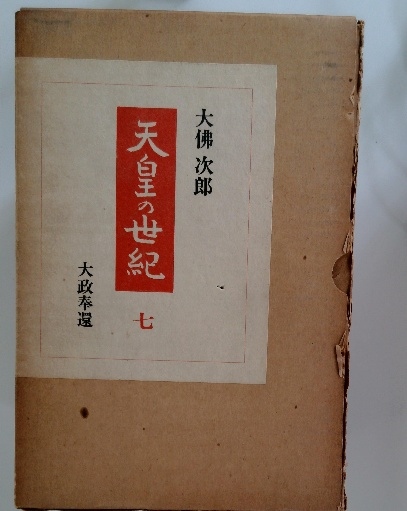 大佛次郎
天皇の世紀
七
大政奉還